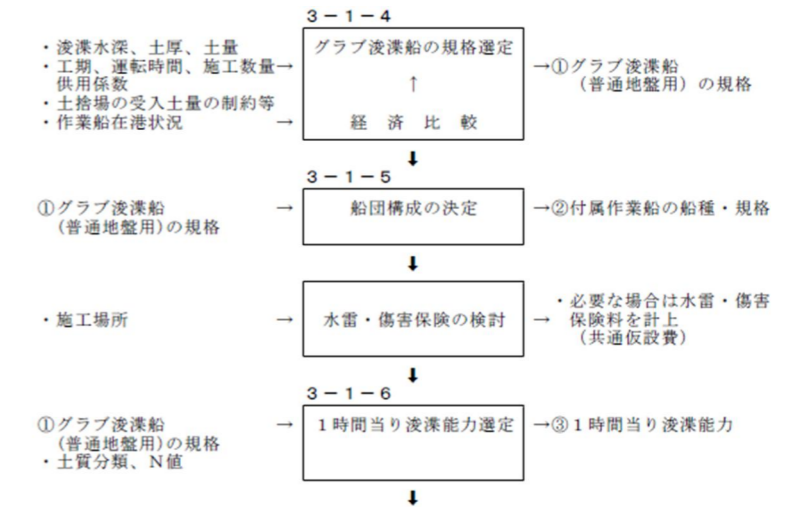 ３－１－４
・浚渫水深、土厚、土量
・工期、運転時間、施工数量→
供用係数
・土捨場の受入土量の制約等
・作業船在港状況 →
グラブ浚渫船の規格選定
↑
経 済 比 較
→①グラブ浚渫船
（普通地盤用）の規格
⬇
３－１－５
①グラブ浚渫船 →
(普通地盤用)の規格
船団構成の決定
→②付属作業船の船種・規格
⬇
・施工場所 →
水雷・傷害保険の検討
→ ・必要な場合は水雷・傷害
保険料を計上
（共通仮設費）
⬇
３－１－６
①グラブ浚渫船 →
(普通地盤用)の規格
・土質分類、Ｎ値
１時間当り浚渫能力選定
→③１時間当り浚渫能力
⬇